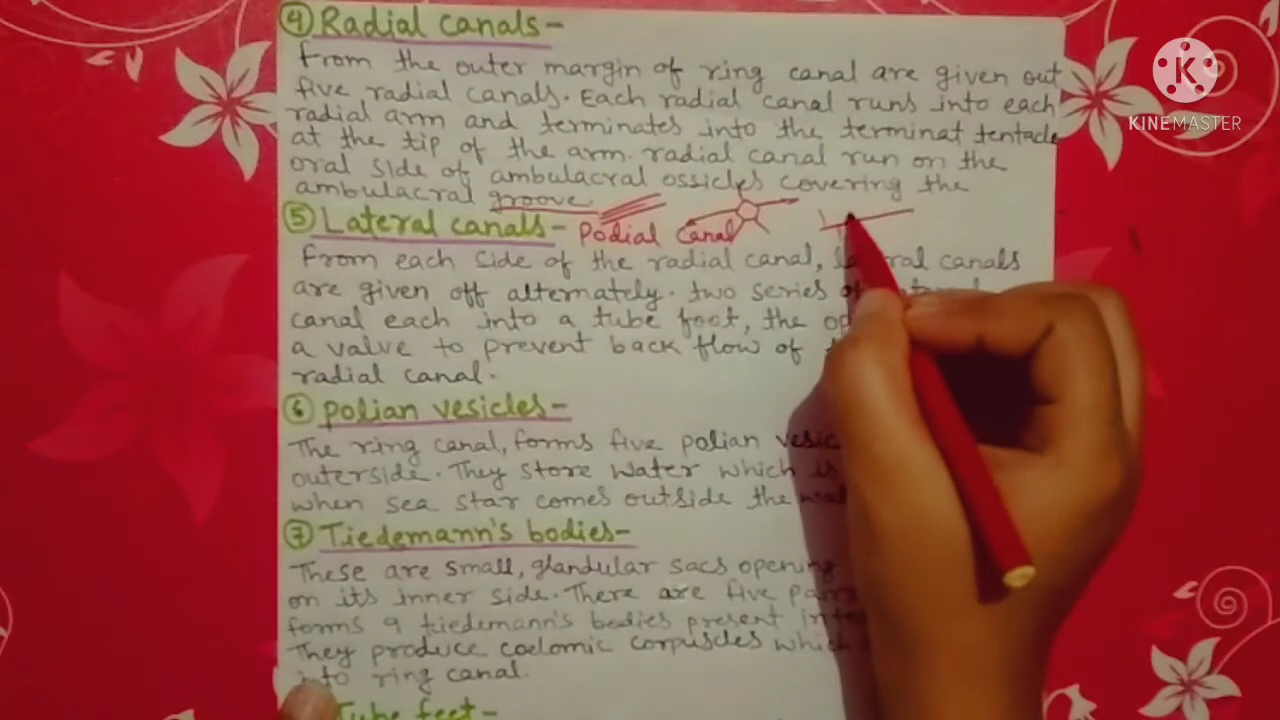 ④ Radial canals-
From the outer margin of ring canal are given out
five radial canals. Each radial canal runs into each
radial arm and terminates into the terminat tentacle
at the tip of the arm. radial canal run on the
oral side of ambulacral ossicles covering the
ambulacral groove.
⑤ Lateral canals- Podial Canal
From each side of the radial canal, canals
are given off alternately. two series
canal each into a tube foot, the
a valve to prevent back flow of
radial canal.
⑥ polian vesicles-
The ring canal, forms five polian
outerside. They store water which
when sea star comes outside the
⑦ Tiedemann's bodies-
These are small, glandular sacs opening
on its inner side. There are five
forms 9 tiedemann's bodies present
They produce coelomic corpuscles
into ring canal.
Tube feet-
K
KINEMASTER